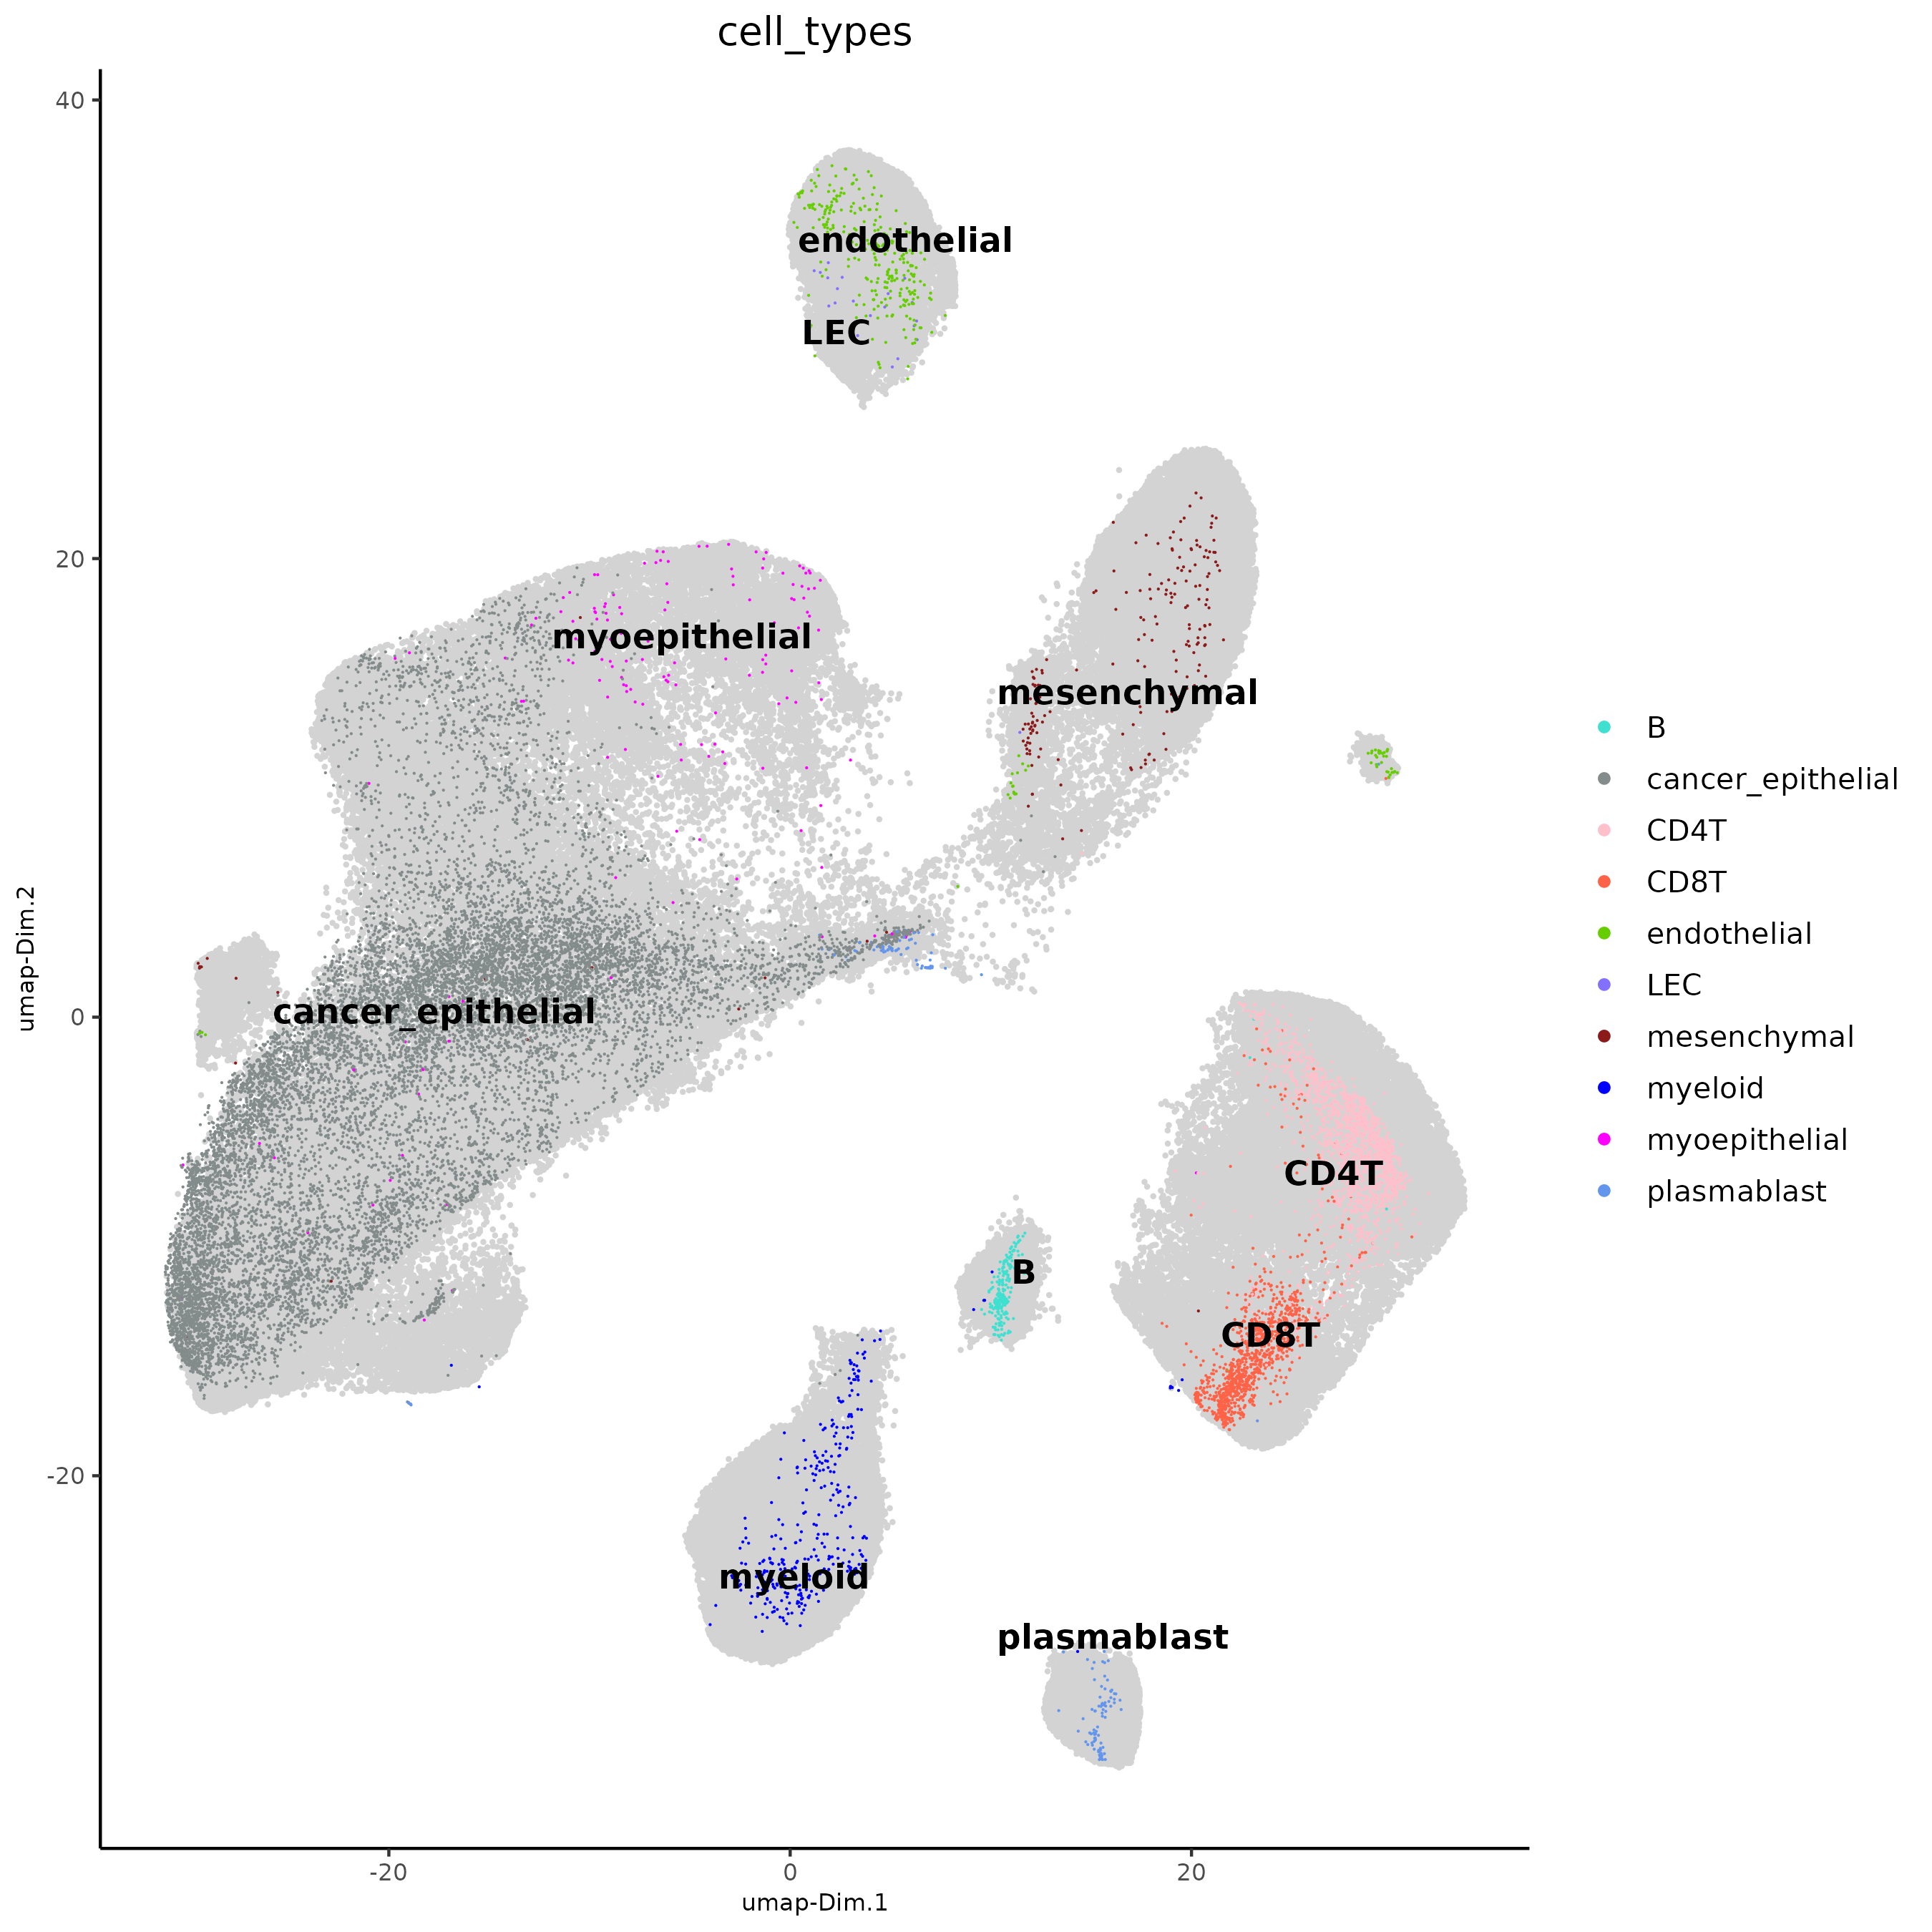 cell_types
40
20
0
-20
umap-Dim.2
-20
0
20
umap-Dim.1
endothelial
LEC
myoepithelial
mesenchymal
cancer_epithelial
CD4T
B
CD8T
myeloid
plasmablast
B
cancer_epithelial
CD4T
CD8T
endothelial
LEC
mesenchymal
myeloid
myoepithelial
plasmablast